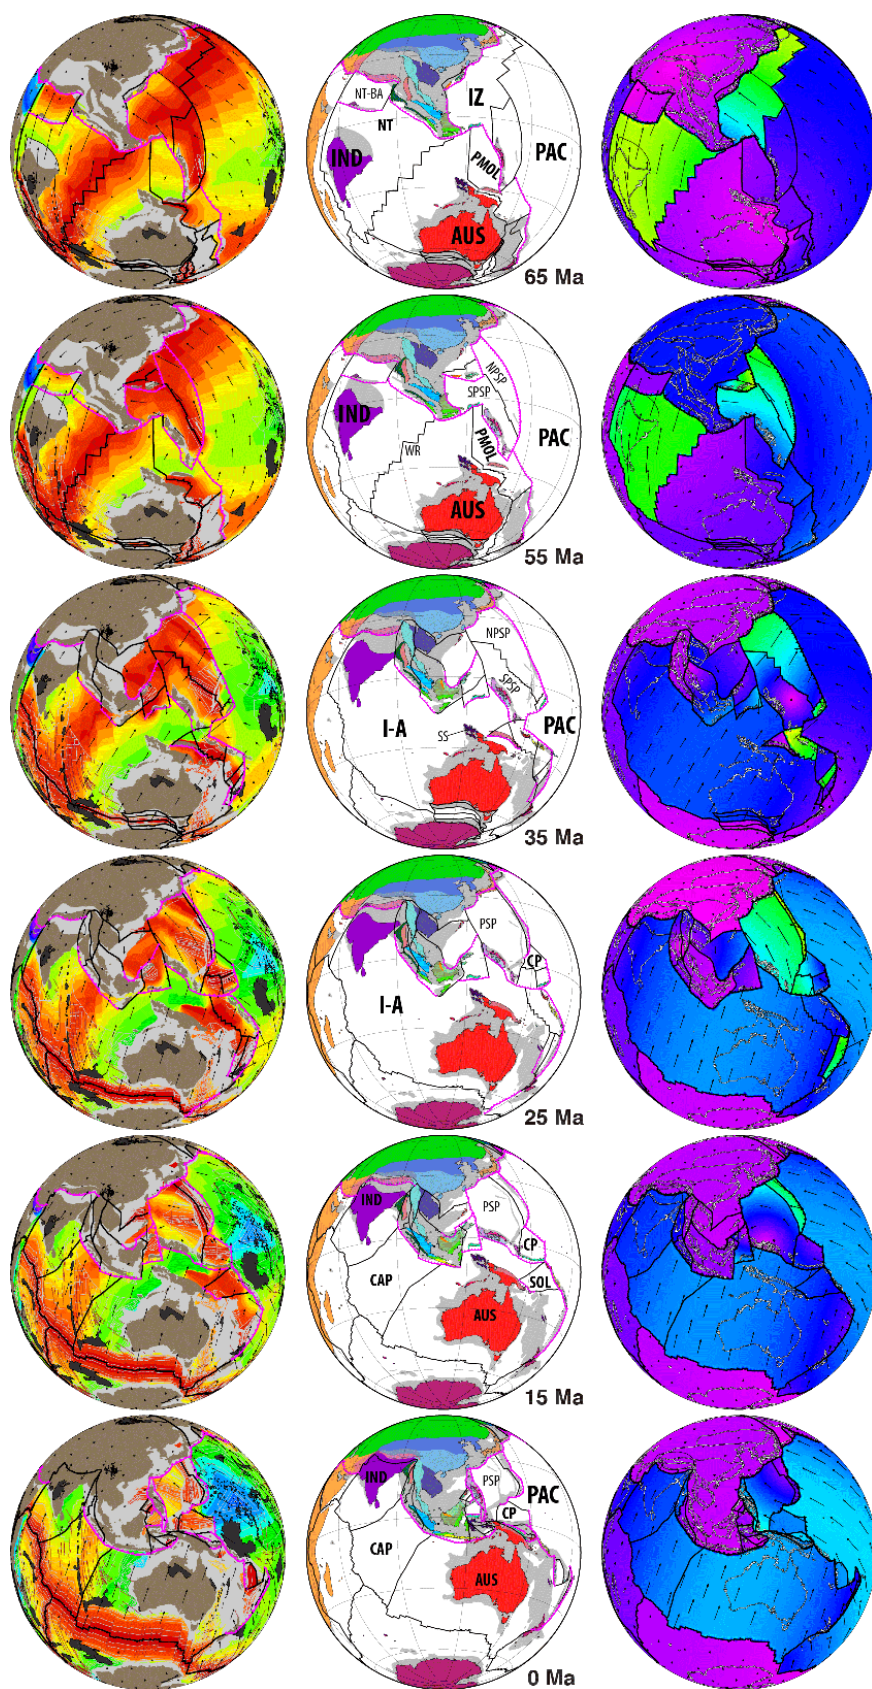 NT-BA
IZ
NT
IND
PMOL
PAC
AUS
65 Ma
NPSP
SPSP
IND
PAC
WR
PMOL
AUS
55 Ma
NPSP
SPSP
I-A
PAC
SS
35 Ma
PSP
CP
I-A
25 Ma
IND
PSP
CP
CAP
SOL
AUS
15 Ma
IND
PSP
PAC
CP
CAP
AUS
0 Ma